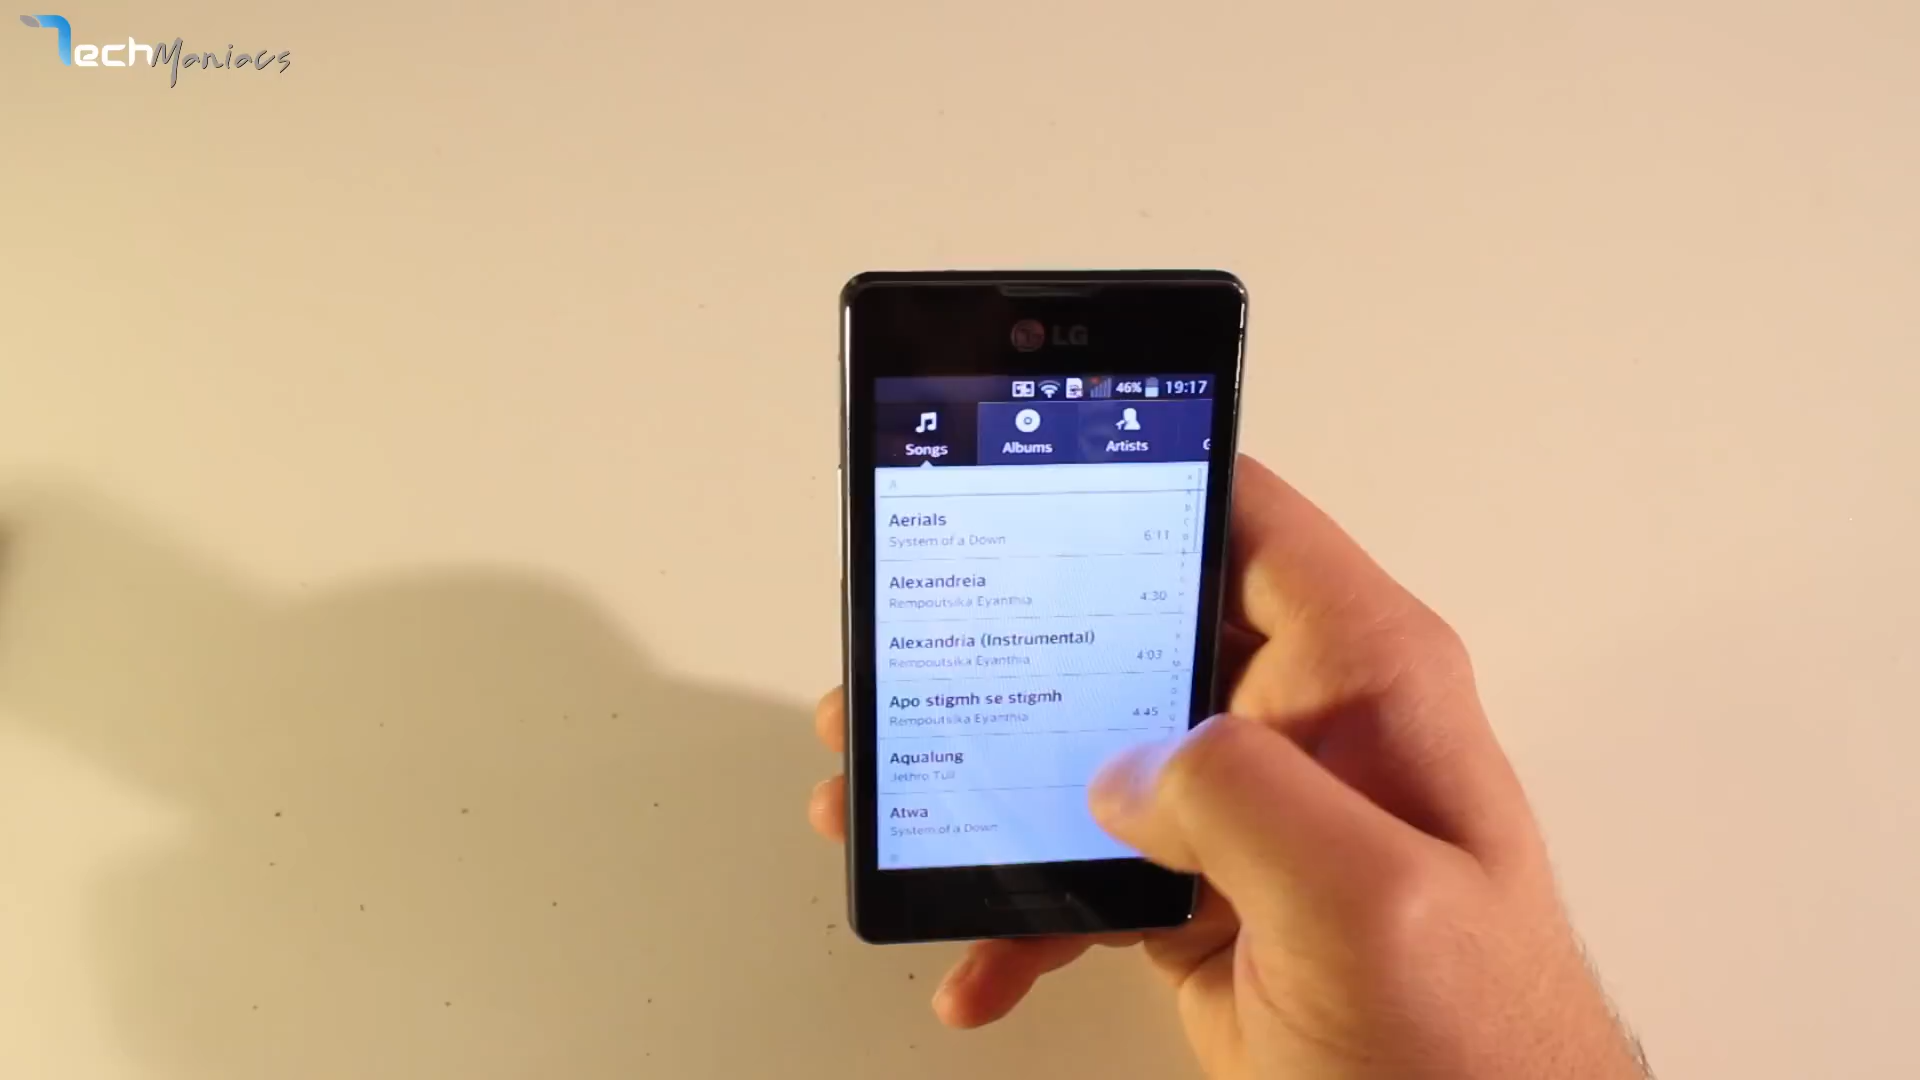 TechManiacs
LG
46% 19:17
Songs Albums Artists G
A
Aerials
System of a Down 6:11
Alexandreia
Rempoutsika Eyanthia 4:30
Alexandria (Instrumental)
Rempoutsika Eyanthia 4:03
Apo stigmh se stigmh
Rempoutsika Eyanthia 4:45
Aqualung
Jethro Tull
Atwa
System of a Down